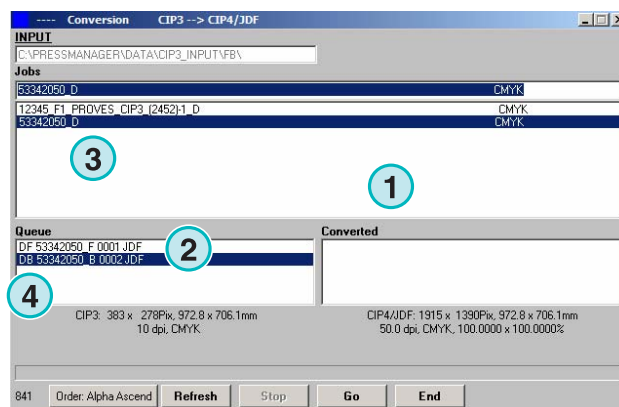 ---- Conversion CIP3 --> CIP4/JDF
INPUT
C:\PRESSMANAGER\DATA\CIP3_INPUT\FB\
Jobs
53342050_D CMYK
12345_F1_PROVES_CIP3_(2452)-1_D CMYK
53342050_D CMYK
3
1
Queue Converted
DF 53342050_F 0001 JDF
DB 53342050_B 0002 JDF
2
4
CIP3: 383 x 278Pix, 972.8 x 706.1mm CIP4/JDF: 1915 x 1390Pix, 972.8 x 706.1mm
10 dpi, CMYK 50.0 dpi, CMYK, 100.0000 x 100.0000%
841 Order: Alpha Ascend Refresh Stop Go End